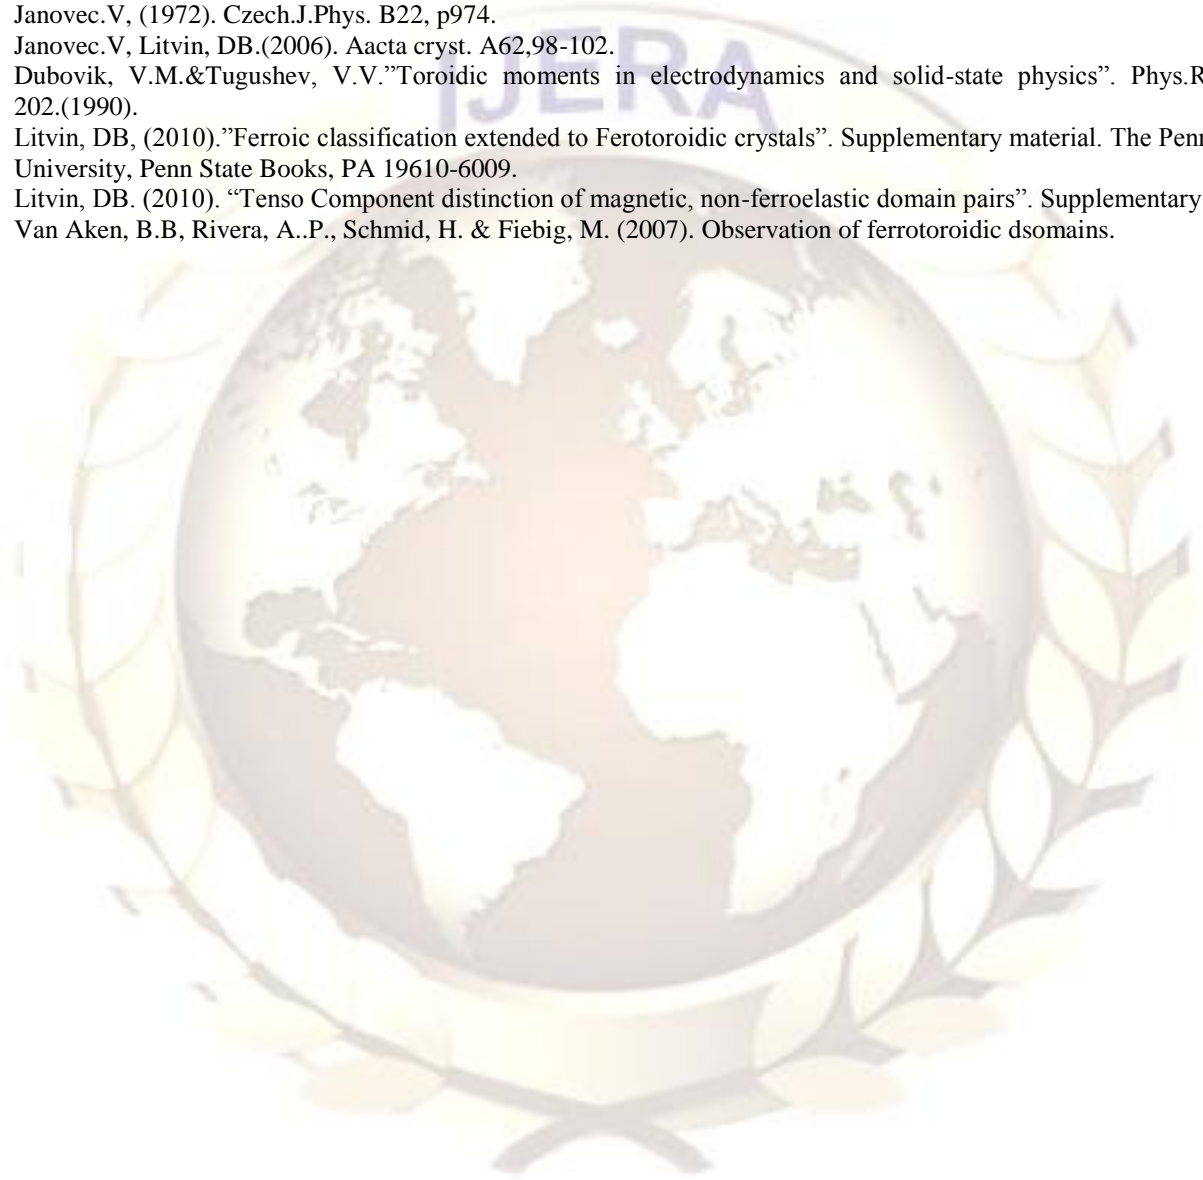 IJERA
Janovec.V, (1972). Czech.J.Phys. B22, p974.
Janovec.V, Litvin, DB.(2006). Aacta cryst. A62,98-102.
Dubovik, V.M.&Tugushev, V.V.”Toroidic moments in electrodynamics and solid-state physics”. Phys.R
202.(1990).
Litvin, DB, (2010).”Ferroic classification extended to Ferotoroidic crystals”. Supplementary material. The Pen
University, Penn State Books, PA 19610-6009.
Litvin, DB. (2010). “Tenso Component distinction of magnetic, non-ferroelastic domain pairs”. Supplementary
Van Aken, B.B, Rivera, A..P., Schmid, H. & Fiebig, M. (2007). Observation of ferrotoroidic dsomains.